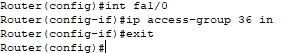 Router(config)#int fa1/0
Router(config-if)#ip access-group 36 in
Router(config-if)#exit
Router(config)#